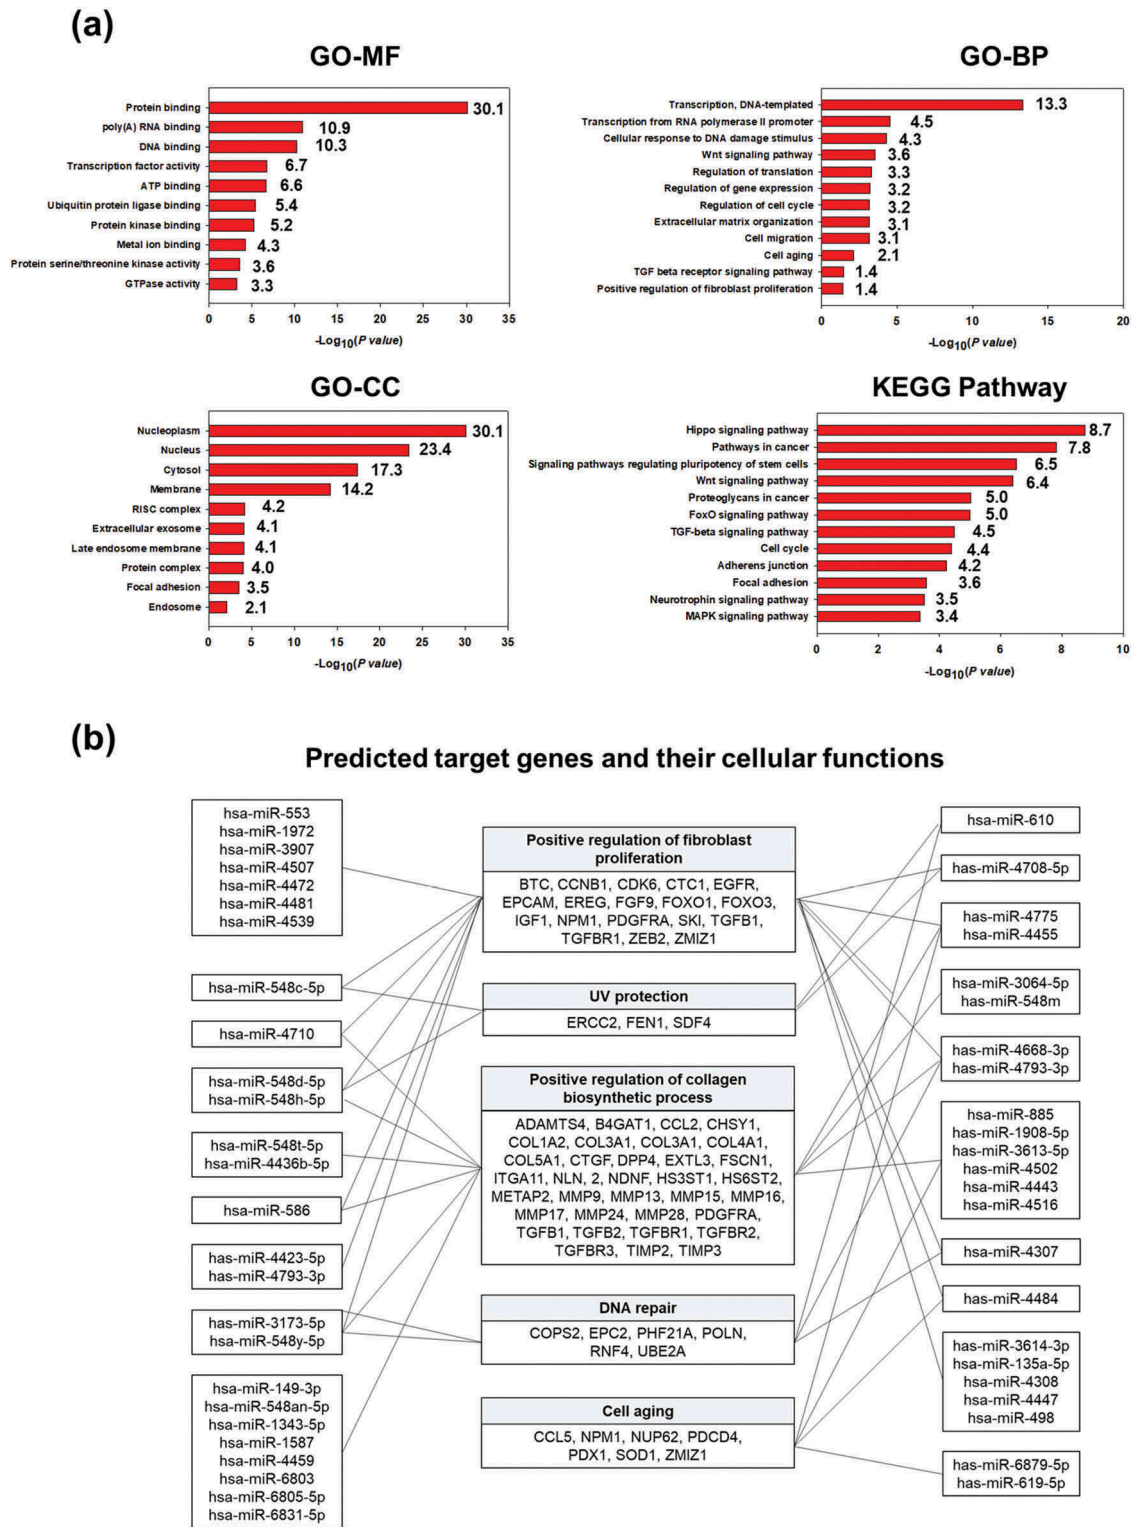 (a)
GO-MF
Protein binding 30.1
poly(A) RNA binding 10.9
DNA binding 10.3
Transcription factor activity 6.7
ATP binding 6.6
Ubiquitin protein ligase binding 5.4
Protein kinase binding 5.2
Metal ion binding 4.3
Protein serine/threonine kinase activity 3.6
GTPase activity 3.3
0 5 10 15 20 25 30 35
-Log10(P value)
GO-BP
Transcription, DNA-templated 13.3
Transcription from RNA polymerase II promoter 4.5
Cellular response to DNA damage stimulus 4.3
Wnt signaling pathway 3.6
Regulation of translation 3.3
Regulation of gene expression 3.2
Regulation of cell cycle 3.2
Extracellular matrix organization 3.1
Cell migration 3.1
Cell aging 2.1
TGF beta receptor signaling pathway 1.4
Positive regulation of fibroblast proliferation 1.4
0 5 10 15 20
-Log10(P value)
GO-CC
Nucleoplasm 30.1
Nucleus 23.4
Cytosol 17.3
Membrane 14.2
RISC complex 4.2
Extracellular exosome 4.1
Late endosome membrane 4.1
Protein complex 4.0
Focal adhesion 3.5
Endosome 2.1
0 5 10 15 20 25 30 35
-Log10(P value)
KEGG Pathway
Hippo signaling pathway 8.7
Pathways in cancer 7.8
Signaling pathways regulating pluripotency of stem cells 6.5
Wnt signaling pathway 6.4
Proteoglycans in cancer 5.0
FoxO signaling pathway 5.0
TGF-beta signaling pathway 4.5
Cell cycle 4.4
Adherens junction 4.2
Focal adhesion 3.6
Neurotrophin signaling pathway 3.5
MAPK signaling pathway 3.4
0 2 4 6 8 10
-Log10(P value)
(b)
Predicted target genes and their cellular functions
hsa-miR-553
hsa-miR-1972
hsa-miR-3907
hsa-miR-4507
hsa-miR-4472
hsa-miR-4481
hsa-miR-4539
hsa-miR-548c-5p
hsa-miR-4710
hsa-miR-548d-5p
hsa-miR-548h-5p
hsa-miR-548t-5p
hsa-miR-4436b-5p
hsa-miR-586
has-miR-4423-5p
has-miR-4793-3p
has-miR-3173-5p
hsa-miR-548y-5p
hsa-miR-149-3p
hsa-miR-548an-5p
hsa-miR-1343-5p
hsa-miR-1587
hsa-miR-4459
hsa-miR-6803
hsa-miR-6805-5p
hsa-miR-6831-5p
Positive regulation of fibroblast
proliferation
BTC, CCNB1, CDK6, CTC1, EGFR,
EPCAM, EREG, FGF9, FOXO1, FOXO3,
IGF1, NPM1, PDGFRA, SKI, TGFB1,
TGFBR1, ZEB2, ZMIZ1
UV protection
ERCC2, FEN1, SDF4
Positive regulation of collagen
biosynthetic process
ADAMTS4, B4GAT1, CCL2, CHSY1,
COL1A2, COL3A1, COL3A1, COL4A1,
COL5A1, CTGF, DPP4, EXTL3, FSCN1,
ITGA11, NLN, 2, NDNF, HS3ST1, HS6ST2,
METAP2, MMP9, MMP13, MMP15, MMP16,
MMP17, MMP24, MMP28, PDGFRA,
TGFB1, TGFB2, TGFBR1, TGFBR2,
TGFBR3, TIMP2, TIMP3
DNA repair
COPS2, EPC2, PHF21A, POLN,
RNF4, UBE2A
Cell aging
CCL5, NPM1, NUP62, PDCD4,
PDX1, SOD1, ZMIZ1
hsa-miR-610
has-miR-4708-5p
has-miR-4775
hsa-miR-4455
hsa-miR-3064-5p
has-miR-548m
has-miR-4668-3p
has-miR-4793-3p
hsa-miR-885
has-miR-1908-5p
has-miR-3613-5p
hsa-miR-4502
hsa-miR-4443
hsa-miR-4516
hsa-miR-4307
has-miR-4484
has-miR-3614-3p
hsa-miR-135a-5p
hsa-miR-4308
hsa-miR-4447
hsa-miR-498
has-miR-6879-5p
has-miR-619-5p